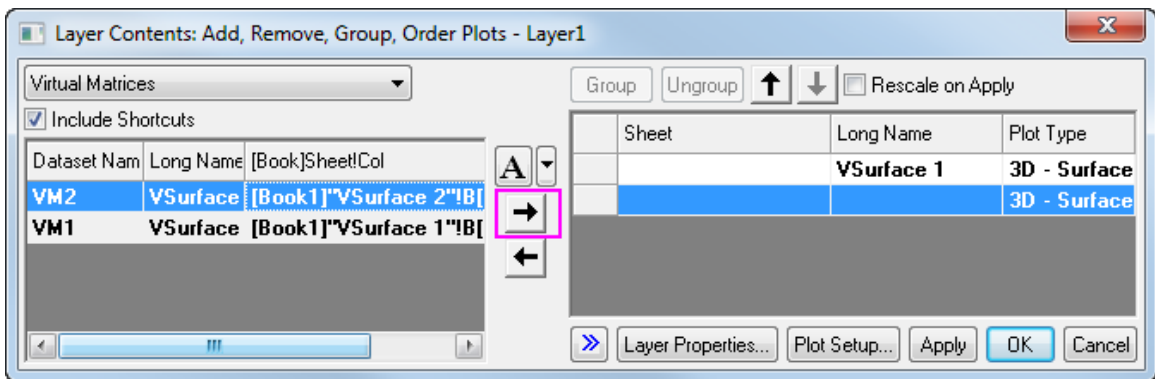 Layer Contents: Add, Remove, Group, Order Plots - Layer1
Virtual Matrices
Include Shortcuts
Dataset Nam Long Name [Book]Sheet!Col
VM2 VSurface [Book1]"VSurface 2"!B[
VM1 VSurface [Book1]"VSurface 1"!B[
A
Group Ungroup Rescale on Apply
Sheet Long Name Plot Type
VSurface 1 3D - Surface
3D - Surface
Layer Properties... Plot Setup... Apply OK Cancel